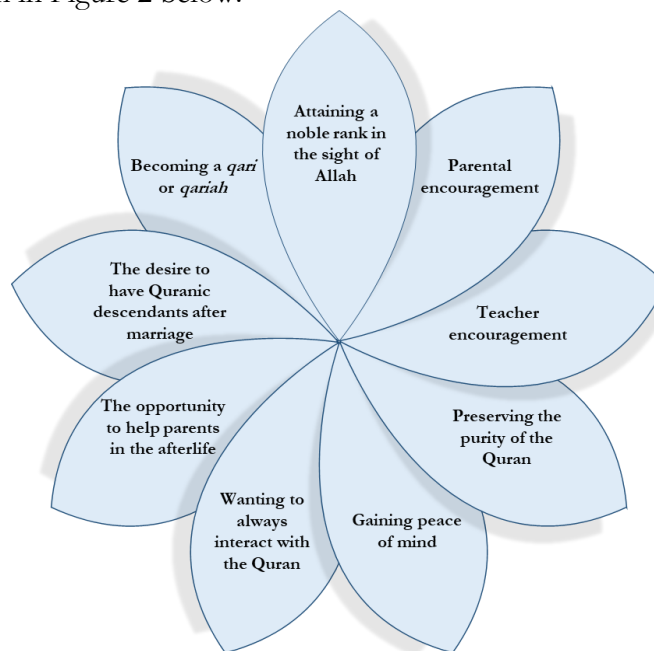 in Figure 2 below.
Attaining a
noble rank in
the sight of
Allah
Parental
encouragement
Teacher
encouragement
Preserving the
purity of the
Quran
Gaining peace
of mind
Wanting to
always
interact with
the Quran
The opportunity
to help parents
in the afterlife
The desire to
have Quranic
descendants after
marriage
Becoming a qari
or qariah